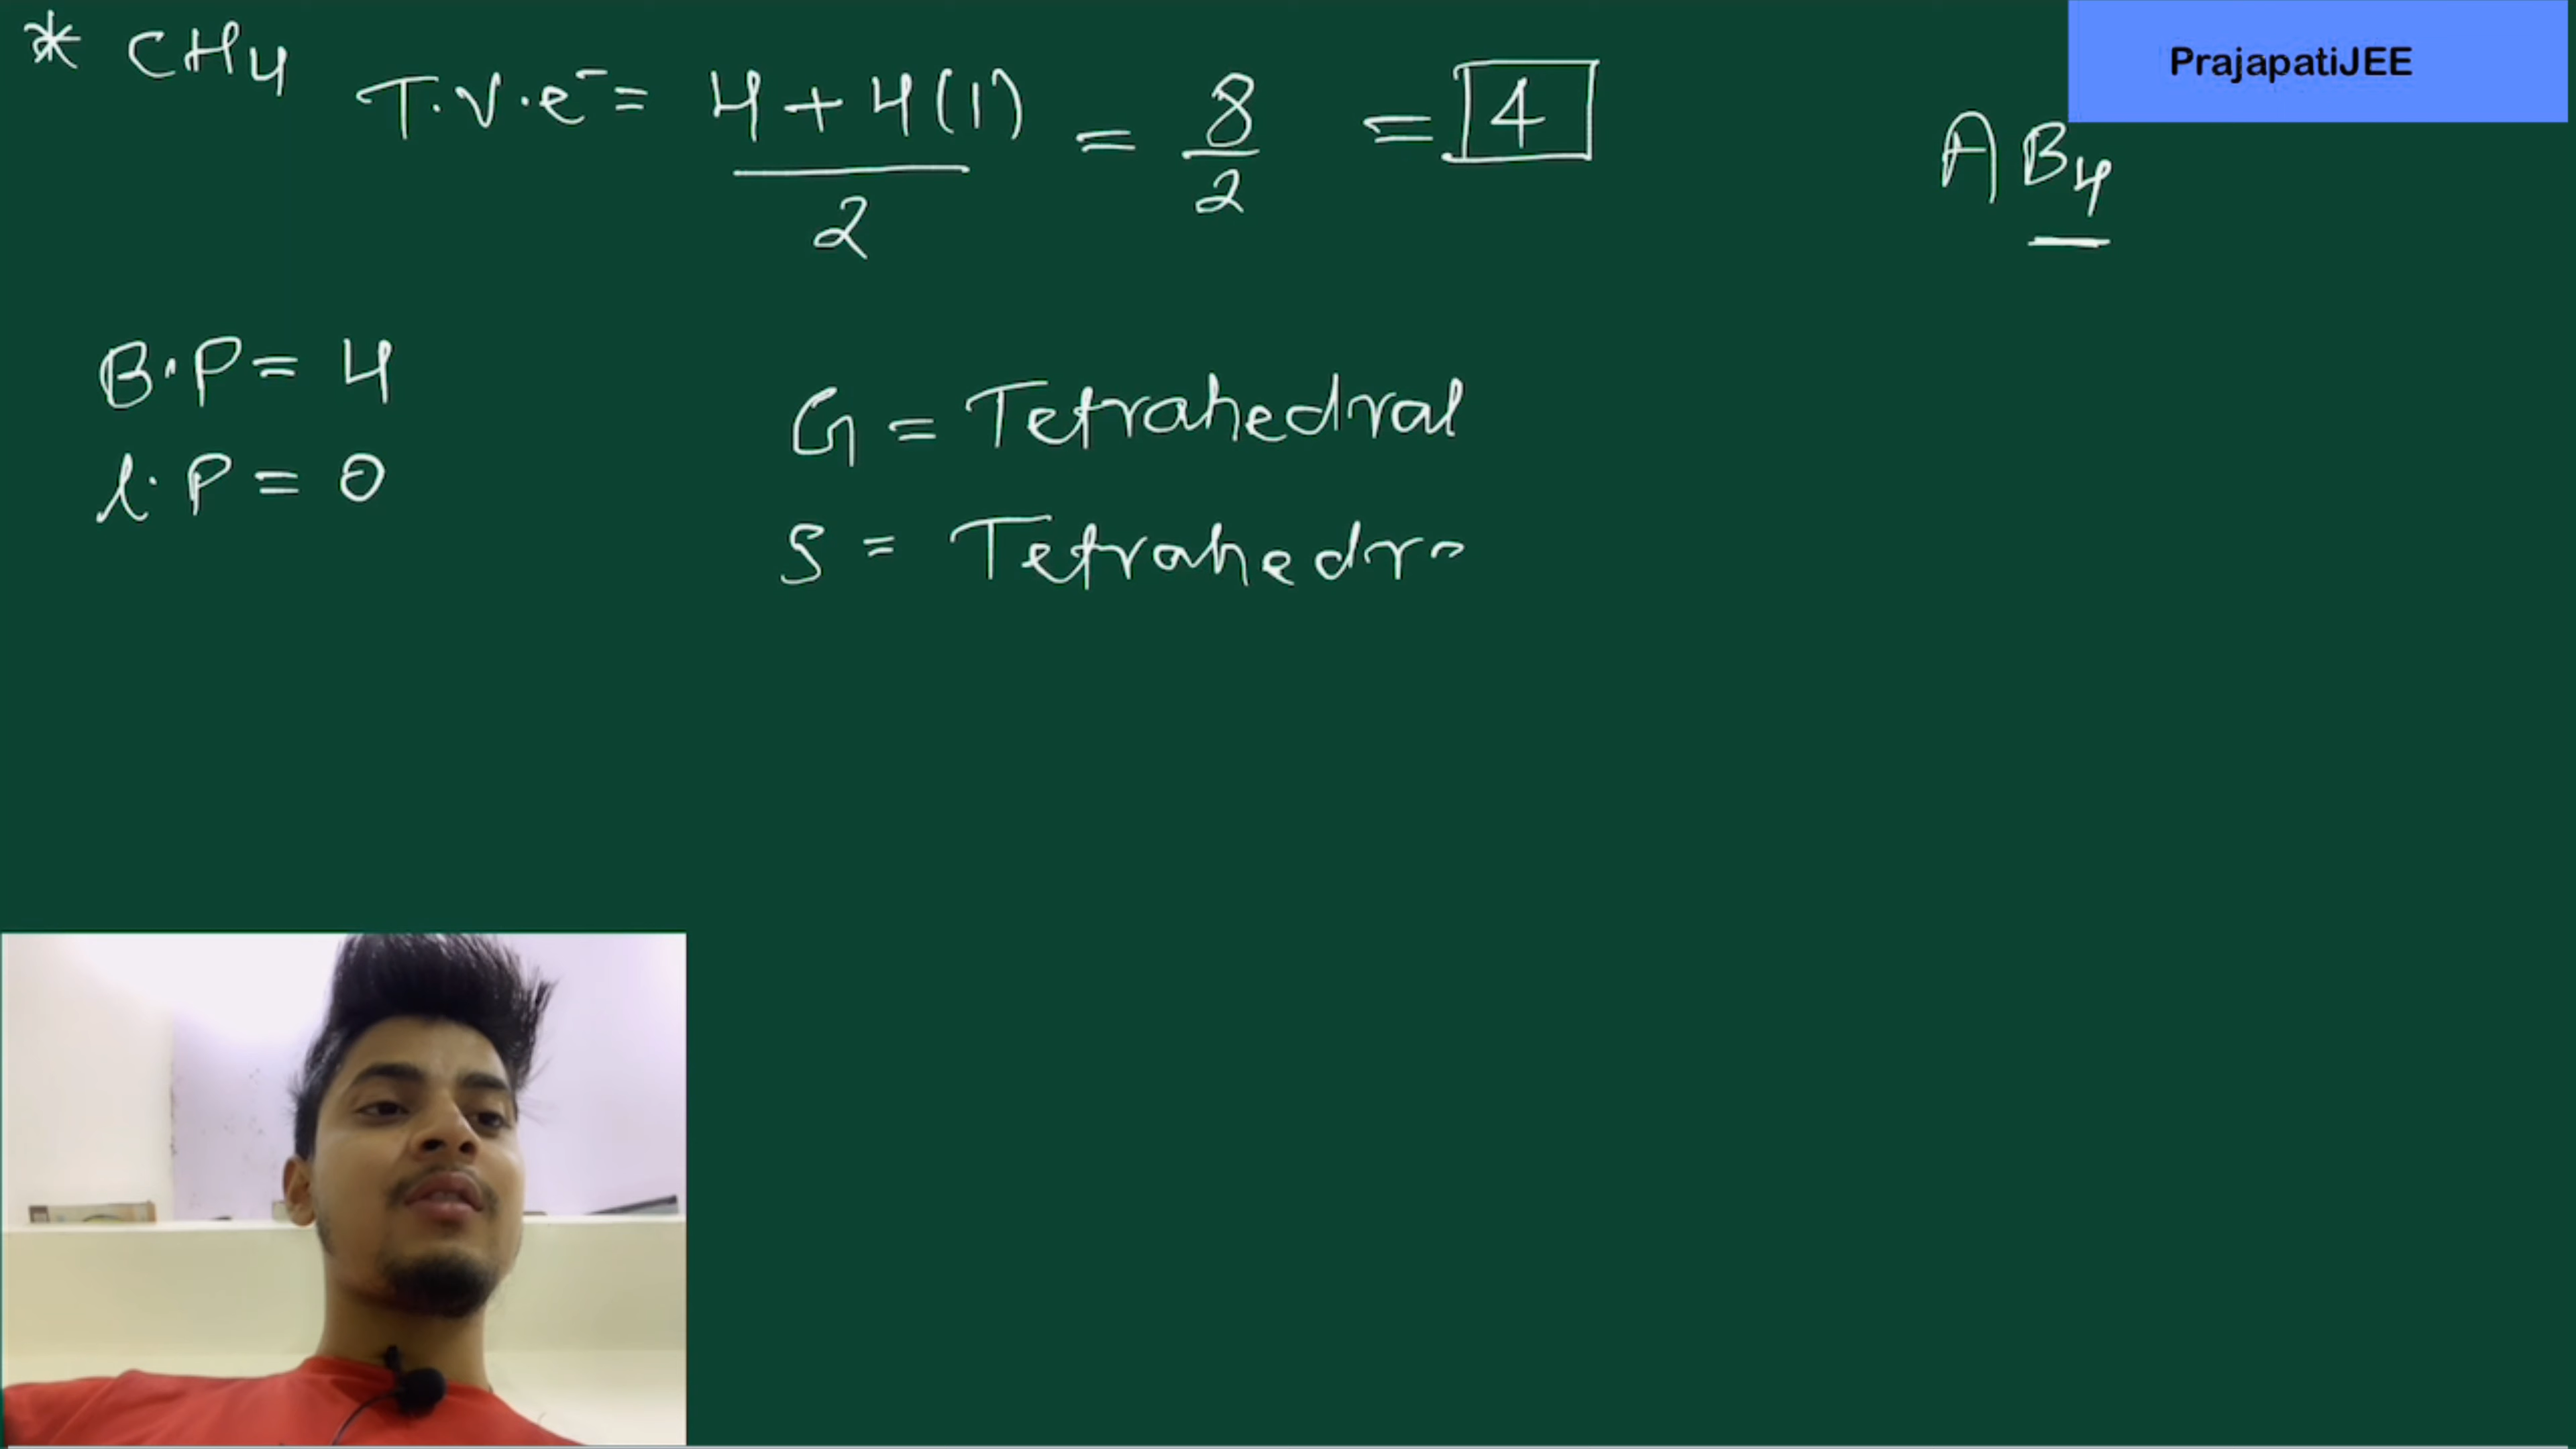 * CH4
T.V.e⁻ = 4 + 4(1) / 2 = 8 / 2 = 4
PrajapatiJEE
AB4
B.P = 4
l.P = 0
G = Tetrahedral
S = Tetrahedra